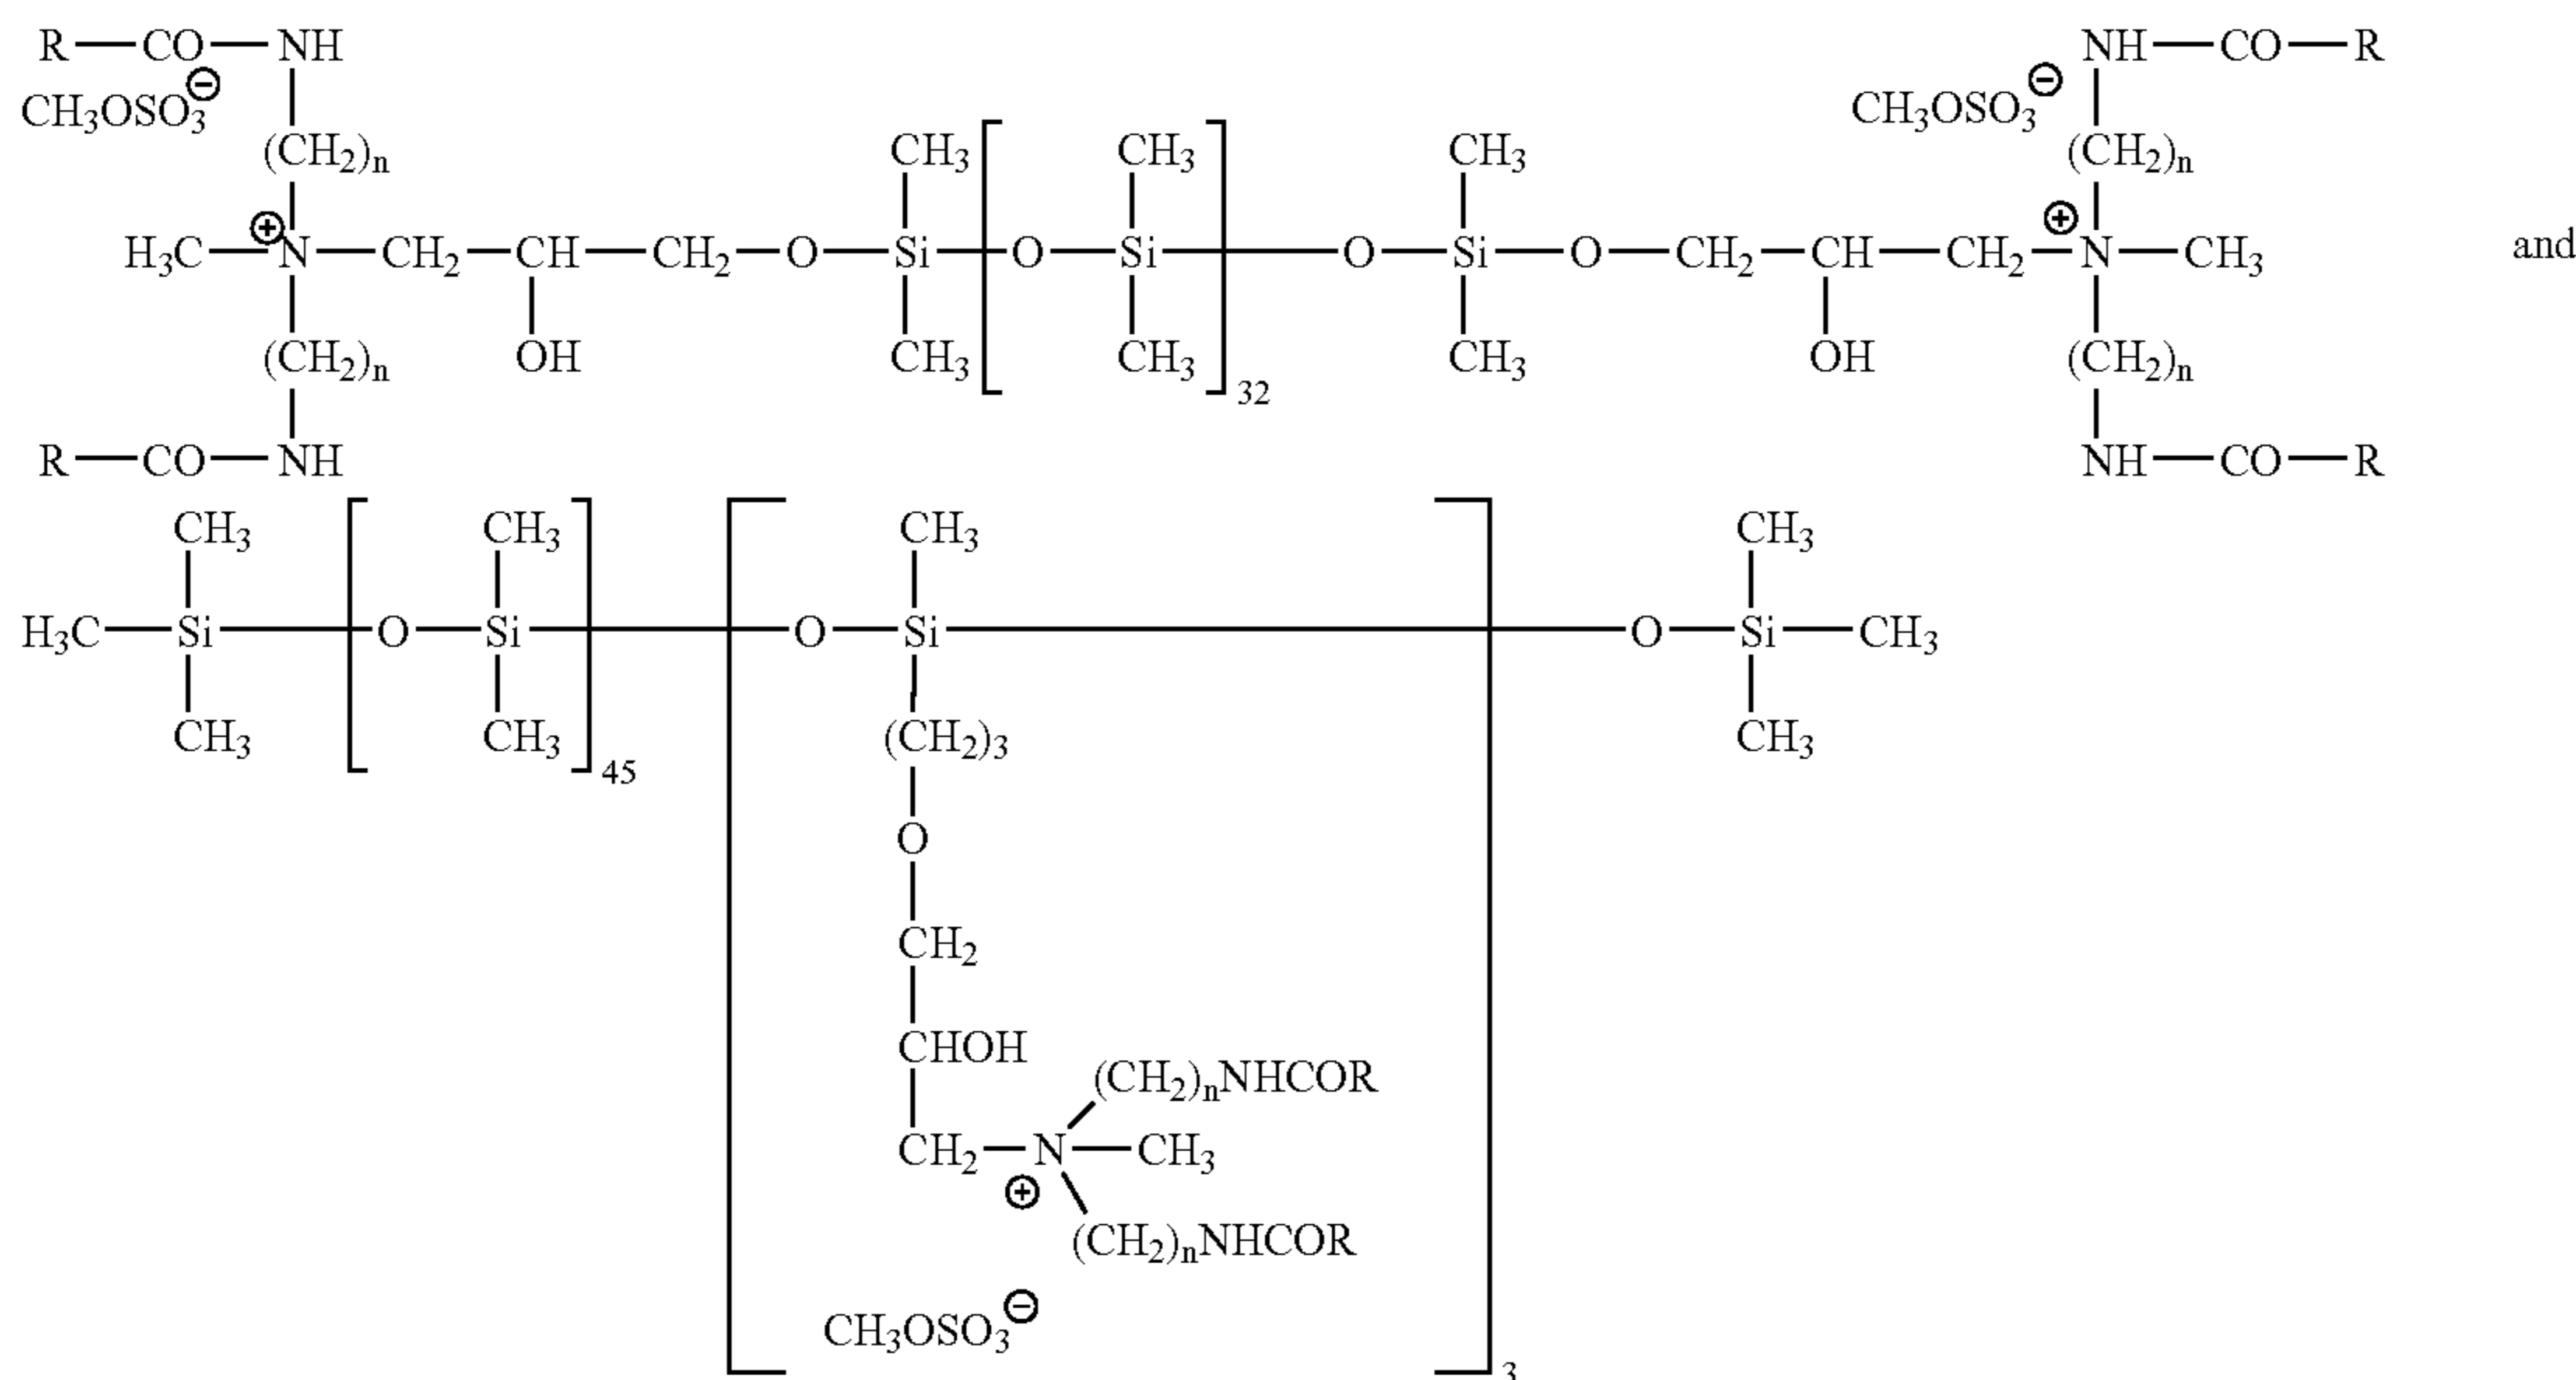 R—CO—NH NH—CO—R
CH3OSO3⊖ CH3OSO3⊖
(CH2)n CH3 CH3 CH3 (CH2)n
H3C—⊕N—CH2—CH—CH2—O—Si—O—Si—O—Si—O—CH2—CH—CH2—⊕N—CH3 and
(CH2)n OH CH3 CH3 CH3 OH (CH2)n
32
R—CO—NH NH—CO—R
CH3 CH3 CH3 CH3
H3C—Si—O—Si—O—Si—O—Si—CH3
CH3 CH3 (CH2)3 CH3
45
O
CH2
CHOH
(CH2)nNHCOR
CH2—N—CH3
⊕
(CH2)nNHCOR
CH3OSO3⊖
3